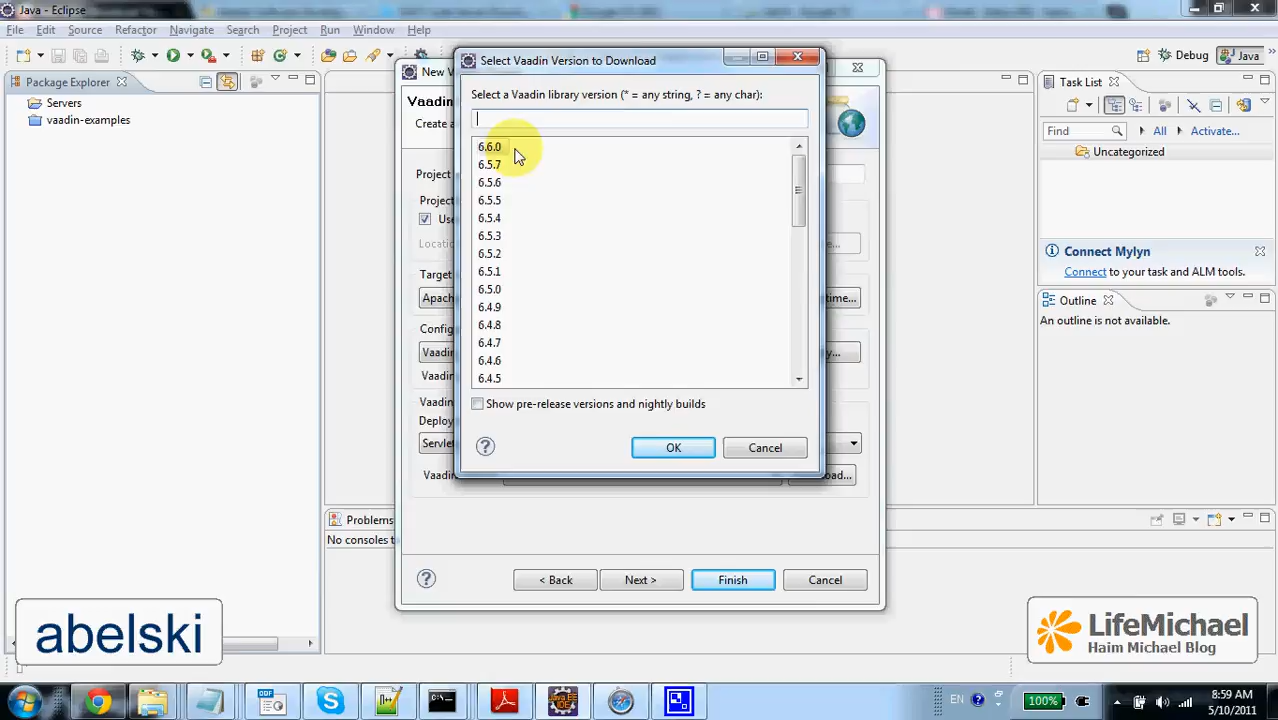 Java - Eclipse
File Edit Source Refactor Navigate Search Project Run Window Help
Debug Java
Package Explorer
Servers
vaadin-examples
New V
Vaadin
Create a
Project
Project
Use
Locatio
Target
Apach
time...
Config
Vaadin
y...
Vaadin
Vaadin
Deploy
Servlet
Vaadin
load...
< Back Next > Finish Cancel
Select Vaadin Version to Download
Select a Vaadin library version (* = any string, ? = any char):
6.6.0
6.5.7
6.5.6
6.5.5
6.5.4
6.5.3
6.5.2
6.5.1
6.5.0
6.4.9
6.4.8
6.4.7
6.4.6
6.4.5
Show pre-release versions and nightly builds
OK Cancel
Task List
Find All Activate...
Uncategorized
Connect Mylyn
Connect to your task and ALM tools.
Outline
An outline is not available.
Problems
No consoles t
abelski
LifeMichael
Haim Michael Blog
EN 100% 8:59 AM
5/10/2011